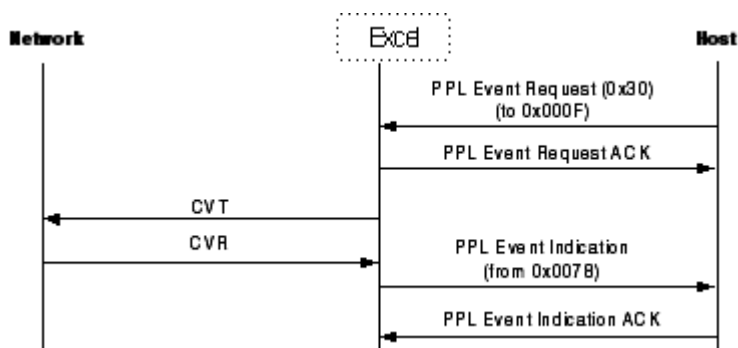 Network
Excel
Host
PPL Event Request (0x30)
(to 0x000F)
PPL Event Request ACK
CVT
CVR
PPL Event Indication
(from 0x0078)
PPL Event Indication ACK